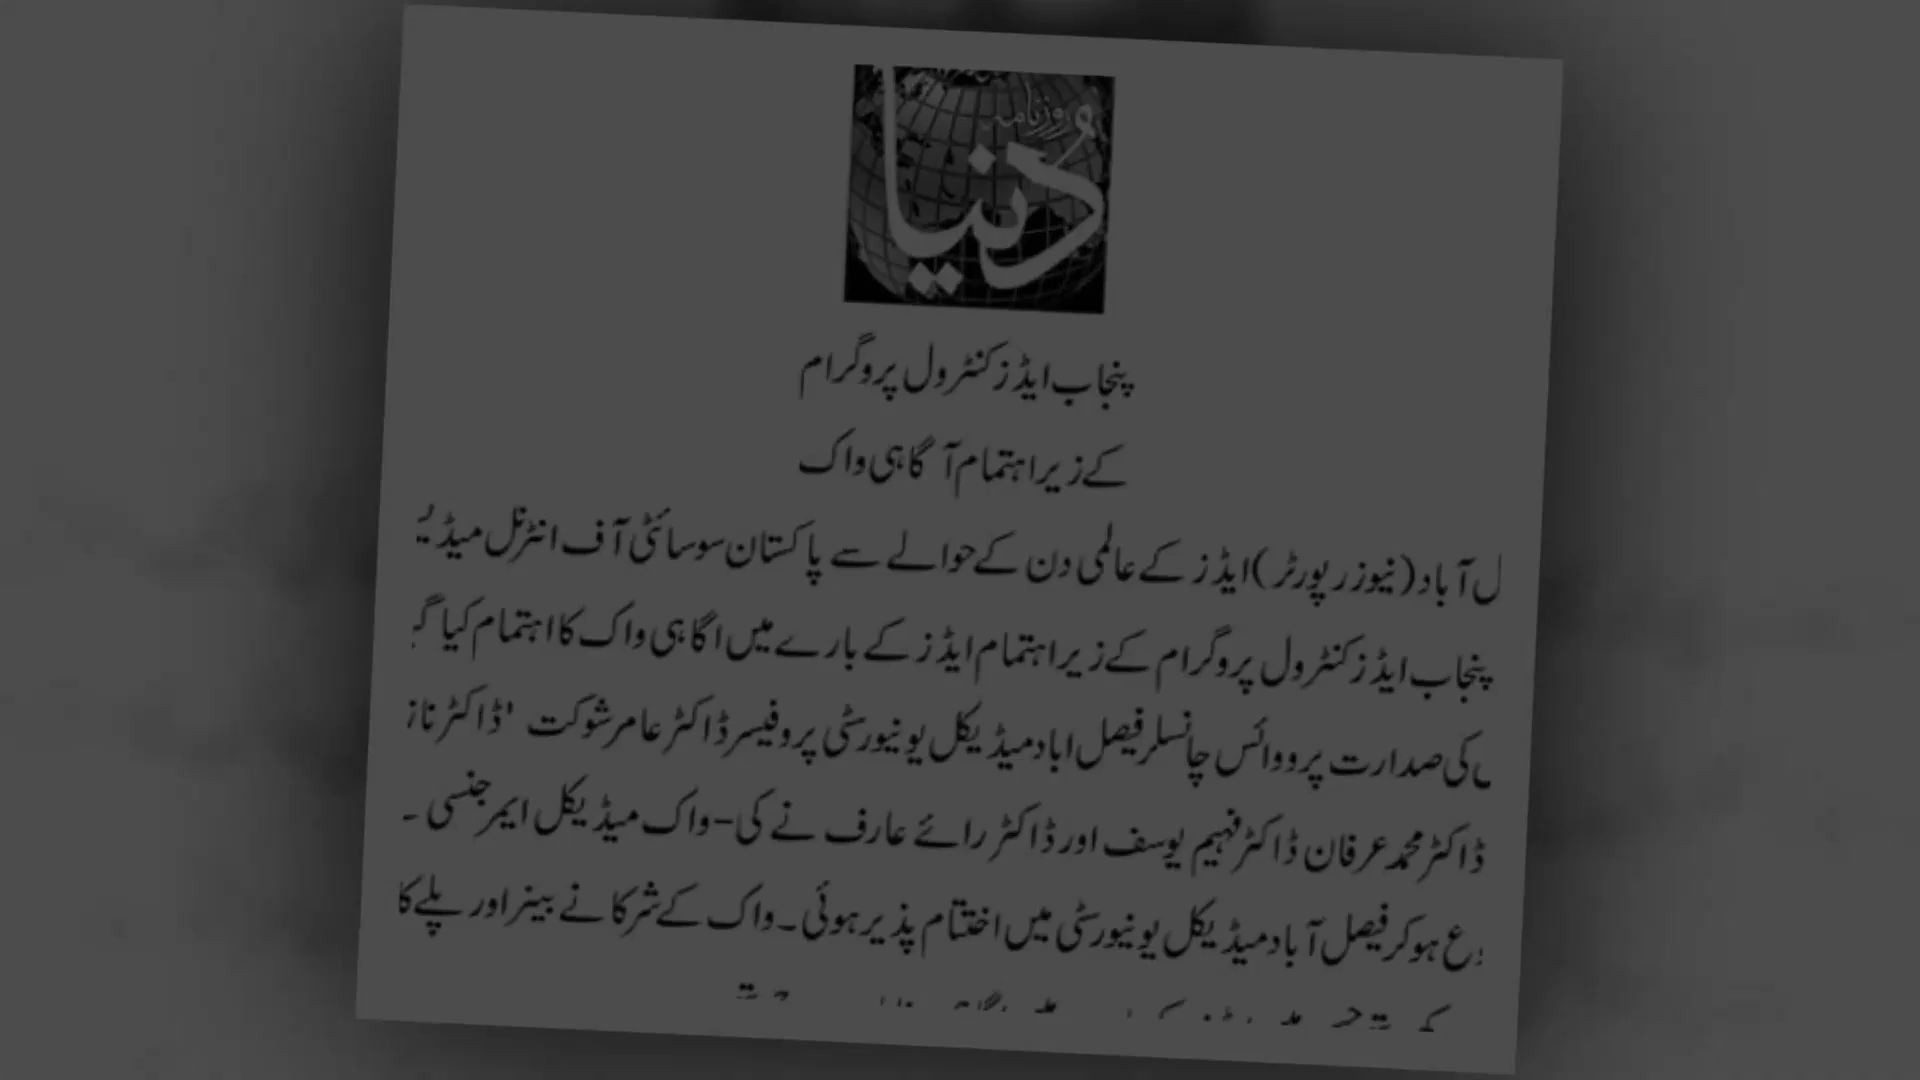 روزنامہ
دُنیا
پنجاب ایڈز کنٹرول پروگرام
کے زیر اہتمام آگاہی واک
ل آباد (نیوز رپورٹر) ایڈز کے عالمی دن کے حوالے سے پاکستان سوسائٹی آف انٹرنل میڈ
پنجاب ایڈز کنٹرول پروگرام کے زیر اہتمام ایڈز کے بارے میں اگاہی واک کا اہتمام کیا
کی صدارت پرووائس چانسلر فیصل اباد میڈیکل یونیورسٹی پروفیسر ڈاکٹر عامر شوکت ' ڈاکٹر
ڈاکٹر محمد عرفان ڈاکٹر فہیم یوسف اور ڈاکٹر رائے عارف نے کی - واک میڈیکل ایمرجنسی ۔
ع ہو کر فیصل آباد میڈیکل یونیورسٹی میں اختتام پذیر ہوئی ۔ واک کے شرکا نے بینر اور پلے کا